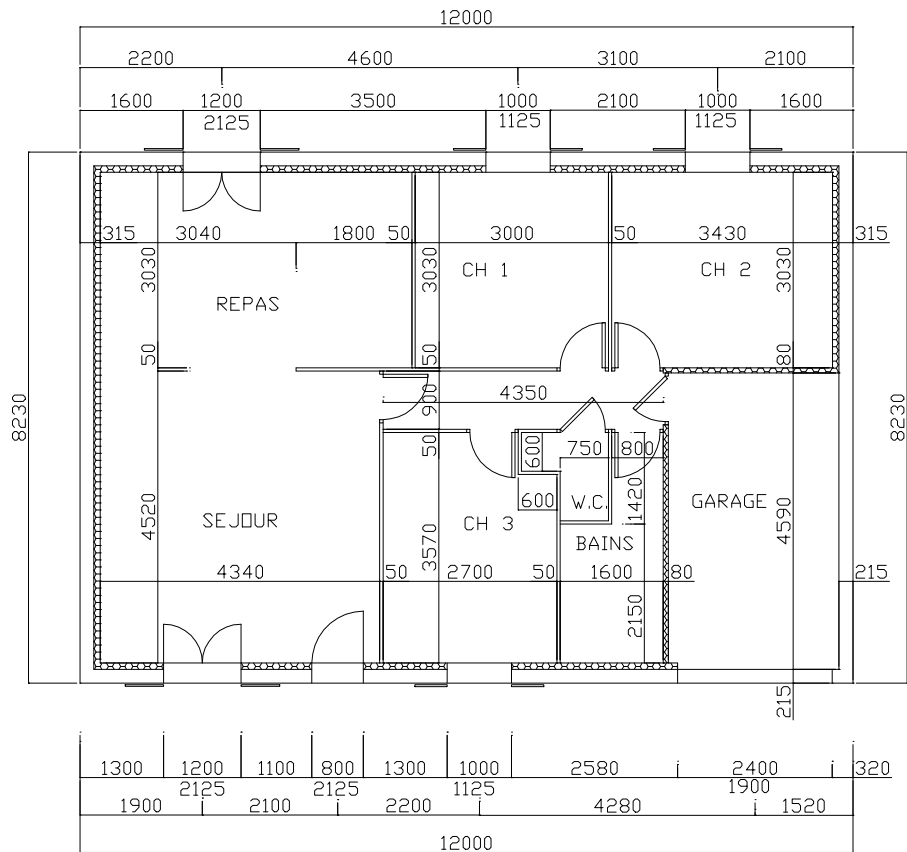 12000
2200 4600 3100 2100
1600 1200 3500 1000 2100 1000 1600
2125 1125 1125
315 3040 1800 50 3000 50 3430 315
3030 3030 3030
CH 1 CH 2
REPAS
50 50 80
8230 8230
900 4350
50 600 750 800
600 W.C. 1420
GARAGE
SEJOUR CH 3
4520 3570 4590
BAINS
4340 50 2700 50 1600 80 215
2150
215
1300 1200 1100 800 1300 1000 2580 2400 320
2125 2125 1125 1900
1900 2100 2200 4280 1520
12000